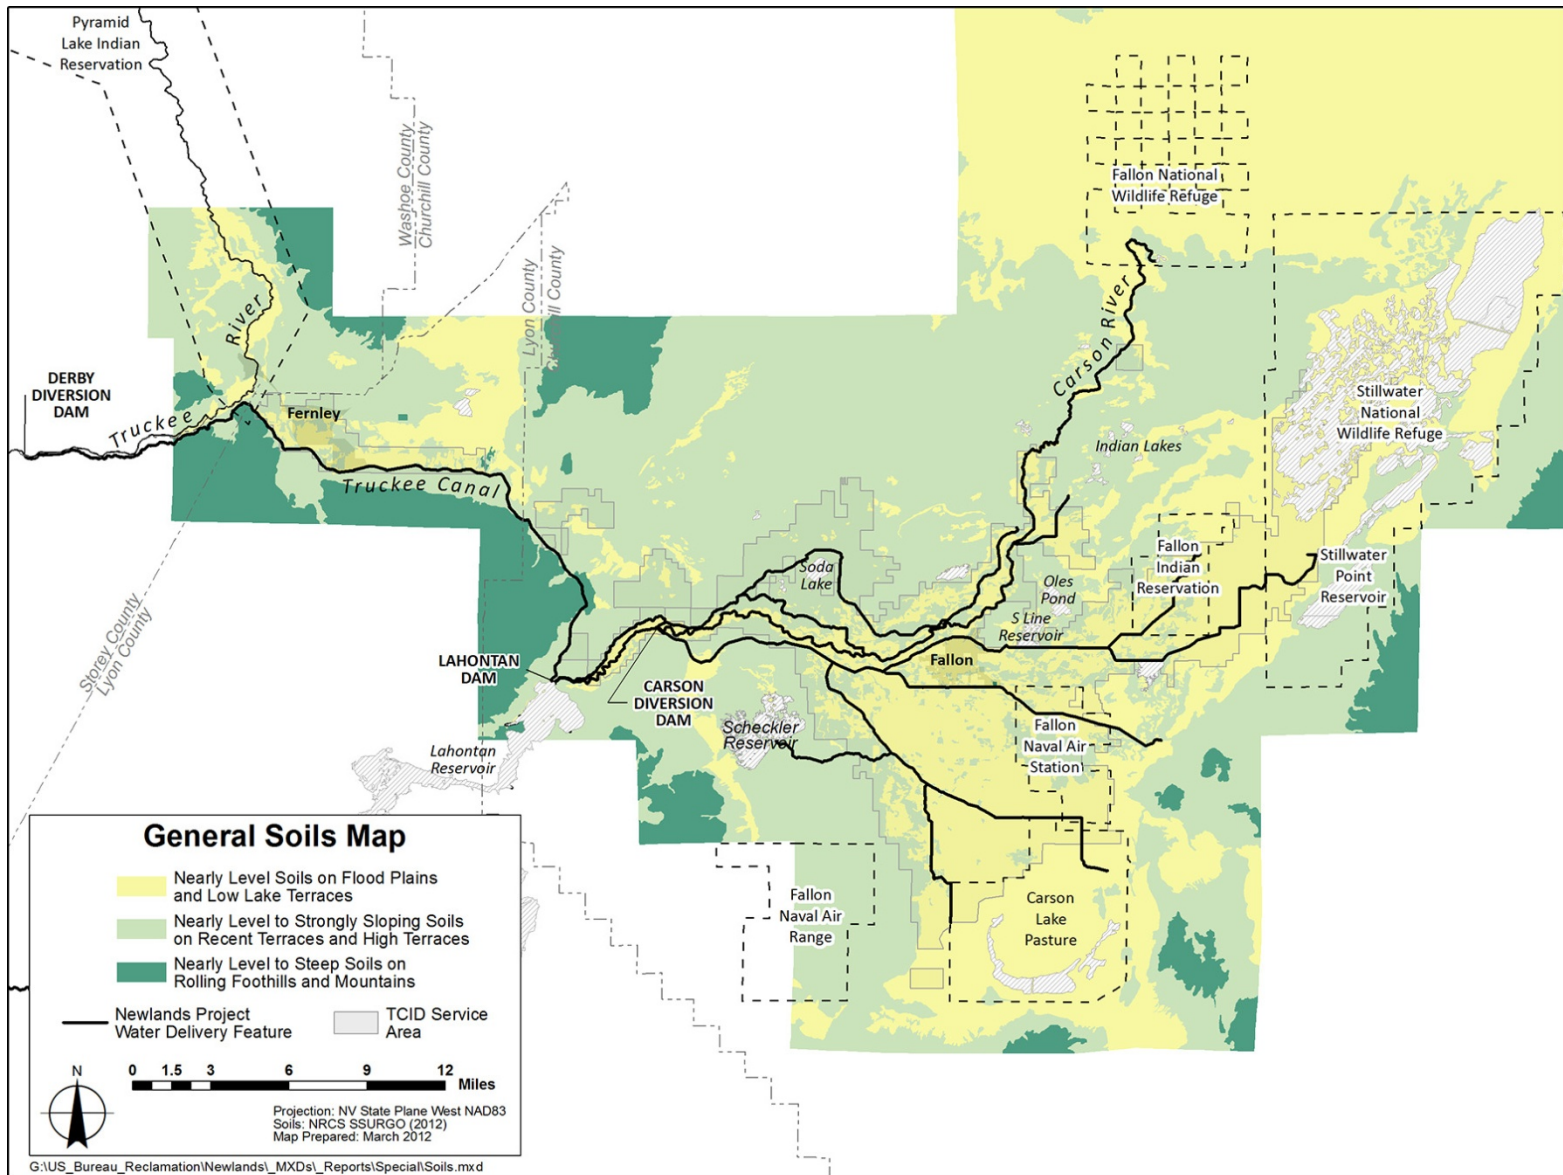 Pyramid
Lake Indian
Reservation
Washoe County
Churchill County
Lyon County
Churchill County
Fallon National
Wildlife Refuge
River
Carson River
DERBY
DIVERSION
DAM
Truckee
Fernley
Truckee Canal
Indian Lakes
Stillwater
National
Wildlife Refuge
Soda
Lake
Oles
Pond
S Line
Reservoir
Fallon
Indian
Reservation
Stillwater
Point
Reservoir
Storey County
Lyon County
LAHONTAN
DAM
CARSON
DIVERSION
DAM
Fallon
Scheckler
Reservoir
Lahontan
Reservoir
Fallon
Naval Air
Station
Fallon
Naval Air
Range
Carson
Lake
Pasture
General Soils Map
Nearly Level Soils on Flood Plains
and Low Lake Terraces
Nearly Level to Strongly Sloping Soils
on Recent Terraces and High Terraces
Nearly Level to Steep Soils on
Rolling Foothills and Mountains
Newlands Project
Water Delivery Feature
TCID Service
Area
N
0 1.5 3 6 9 12
Miles
Projection: NV State Plane West NAD83
Soils: NRCS SSURGO (2012)
Map Prepared: March 2012
G:\US_Bureau_Reclamation\Newlands\_MXDs\_Reports\Special\Soils.mxd